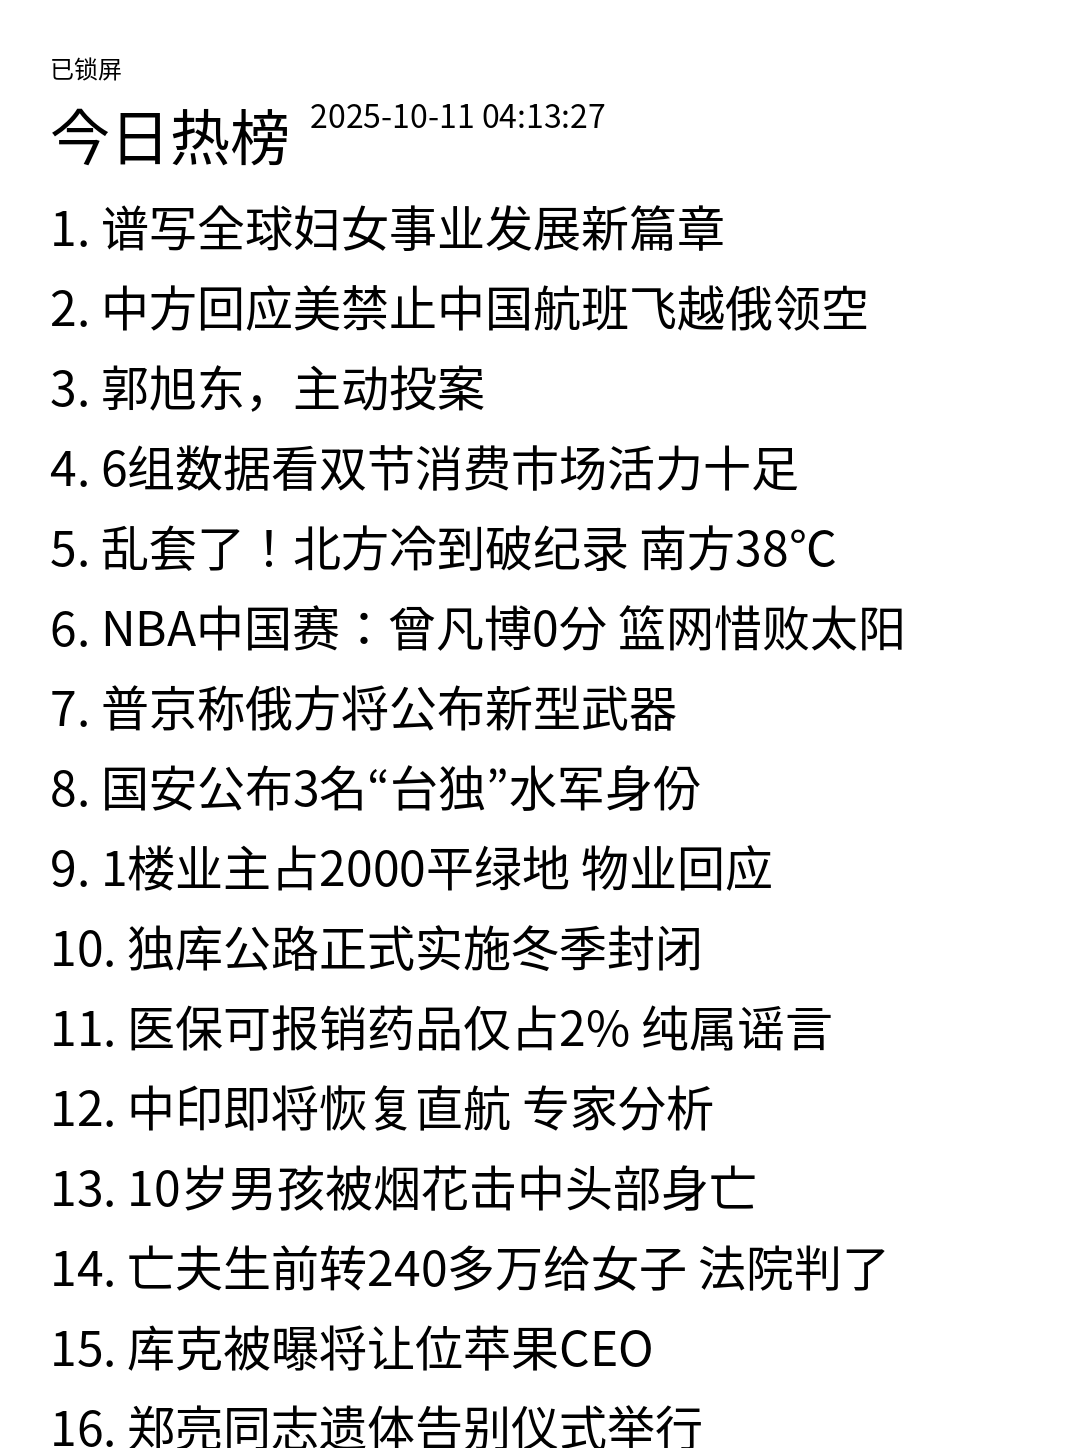 已锁屏
今日热榜 2025-10-11 04:13:27
1. 谱写全球妇女事业发展新篇章
2. 中方回应美禁止中国航班飞越俄领空
3. 郭旭东，主动投案
4. 6组数据看双节消费市场活力十足
5. 乱套了！北方冷到破纪录 南方38℃
6. NBA中国赛：曾凡博0分 篮网惜败太阳
7. 普京称俄方将公布新型武器
8. 国安公布3名“台独”水军身份
9. 1楼业主占2000平绿地 物业回应
10. 独库公路正式实施冬季封闭
11. 医保可报销药品仅占2% 纯属谣言
12. 中印即将恢复直航 专家分析
13. 10岁男孩被烟花击中头部身亡
14. 亡夫生前转240多万给女子 法院判了
15. 库克被曝将让位苹果CEO
16. 郑亮同志遗体告别仪式举行